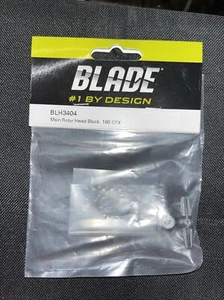 BLADE
#1 BY DESIGN
BLH3404
Main Rotor Head Block: 180 CFX